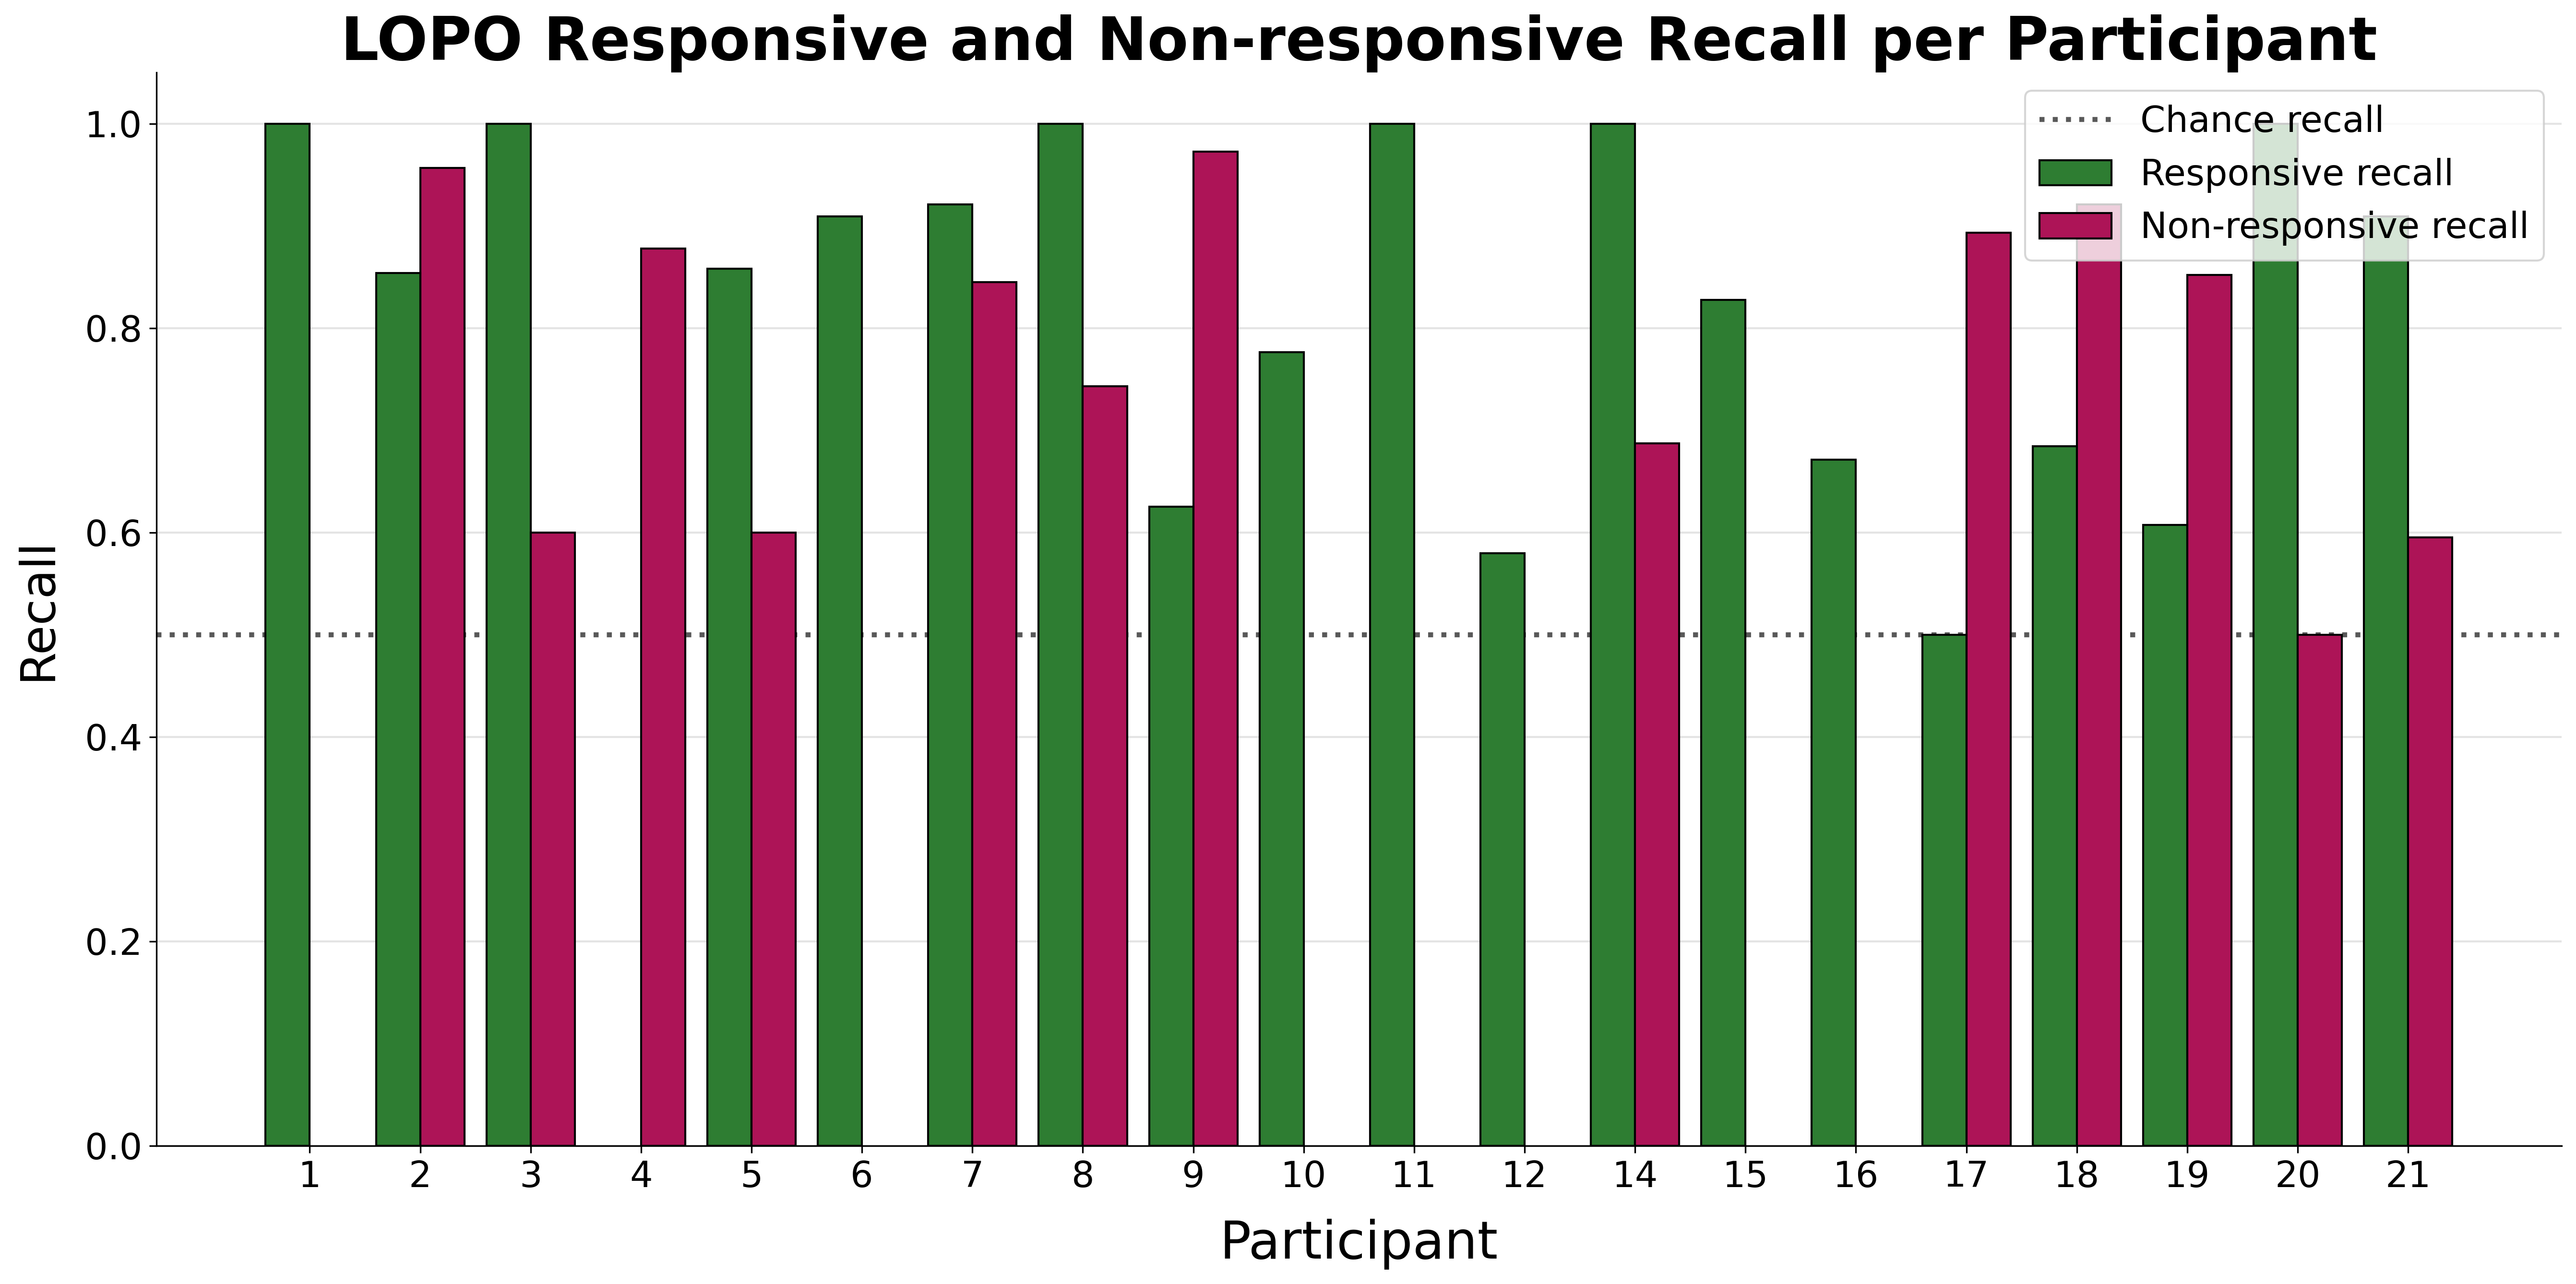 LOPO Responsive and Non-responsive Recall per Participant
Chance recall
Responsive recall
Non-responsive recall
1.0
0.8
0.6
0.4
0.2
0.0
Recall
1 2 3 4 5 6 7 8 9 10 11 12 14 15 16 17 18 19 20 21
Participant